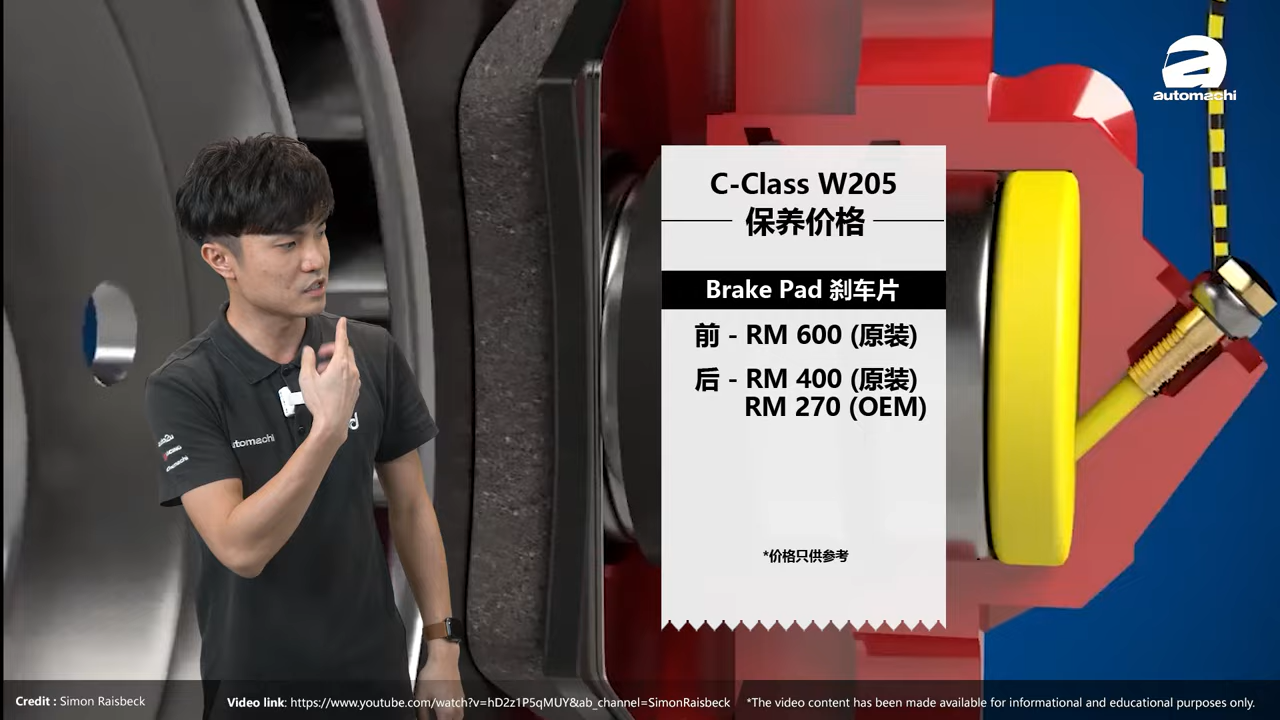 automachi
C-Class W205
保养价格
Brake Pad 刹车片
前 - RM 600 (原装)
后 - RM 400 (原装)
RM 270 (OEM)
*价格只供参考
automachi
Credit : Simon Raisbeck
Video link: https://www.youtube.com/watch?v=hD2z1P5qMUY&ab_channel=SimonRaisbeck
*The video content has been made available for informational and educational purposes only.